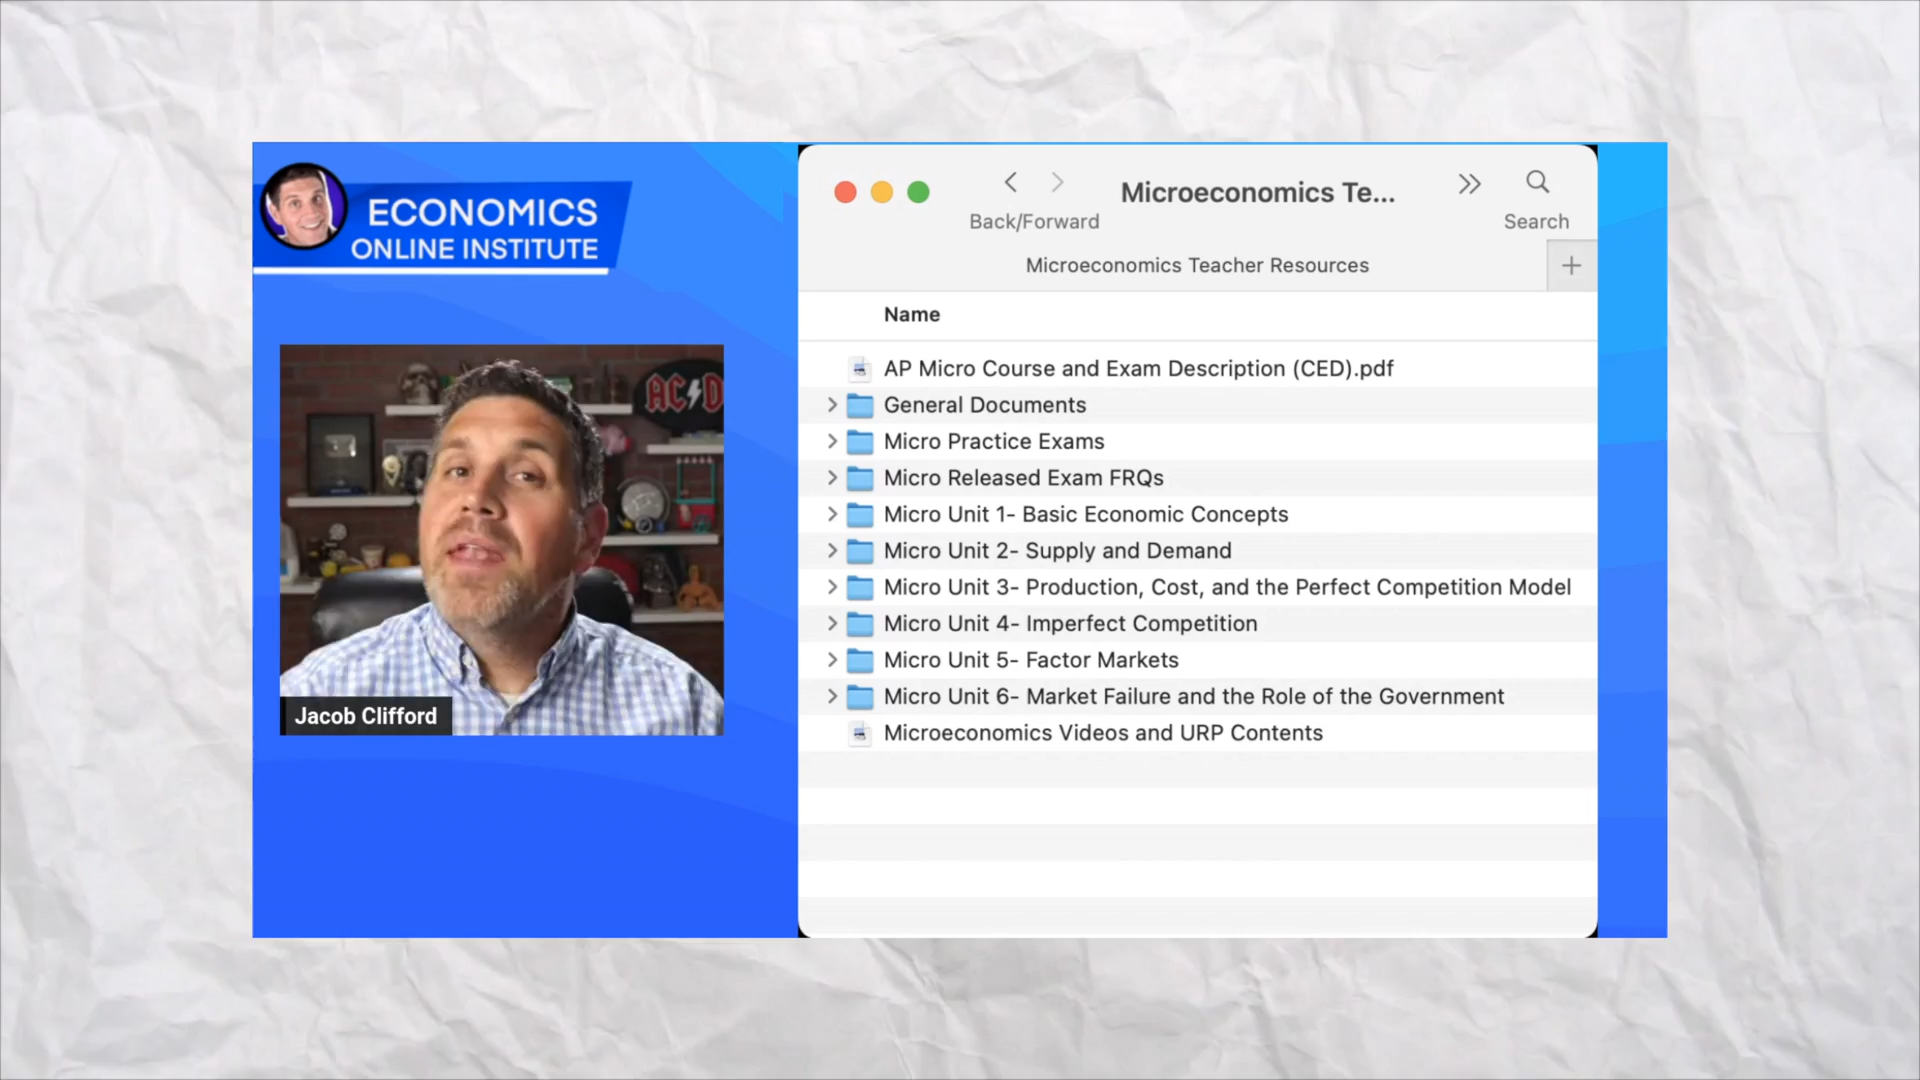 ECONOMICS
ONLINE INSTITUTE
AC⚡D
Jacob Clifford
Microeconomics Te...
Back/Forward
Search
Microeconomics Teacher Resources
Name
AP Micro Course and Exam Description (CED).pdf
General Documents
Micro Practice Exams
Micro Released Exam FRQs
Micro Unit 1- Basic Economic Concepts
Micro Unit 2- Supply and Demand
Micro Unit 3- Production, Cost, and the Perfect Competition Model
Micro Unit 4- Imperfect Competition
Micro Unit 5- Factor Markets
Micro Unit 6- Market Failure and the Role of the Government
Microeconomics Videos and URP Contents